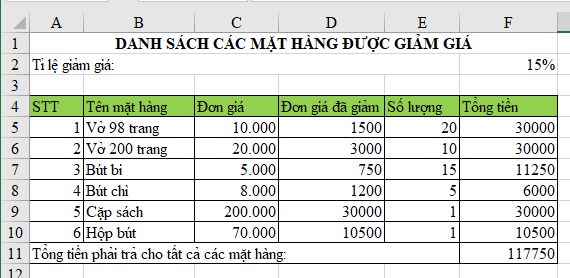 A B C D E F
1 DANH SÁCH CÁC MẶT HÀNG ĐƯỢC GIẢM GIÁ
2 Tỉ lệ giảm giá: 15%
3
4 STT Tên mặt hàng Đơn giá Đơn giá đã giảm Số lượng Tổng tiền
5 1 Vở 98 trang 10.000 1500 20 30000
6 2 Vở 200 trang 20.000 3000 10 30000
7 3 Bút bi 5.000 750 15 11250
8 4 Bút chì 8.000 1200 5 6000
9 5 Cặp sách 200.000 30000 1 30000
10 6 Hộp bút 70.000 10500 1 10500
11 Tổng tiền phải trả cho tất cả các mặt hàng: 117750
12